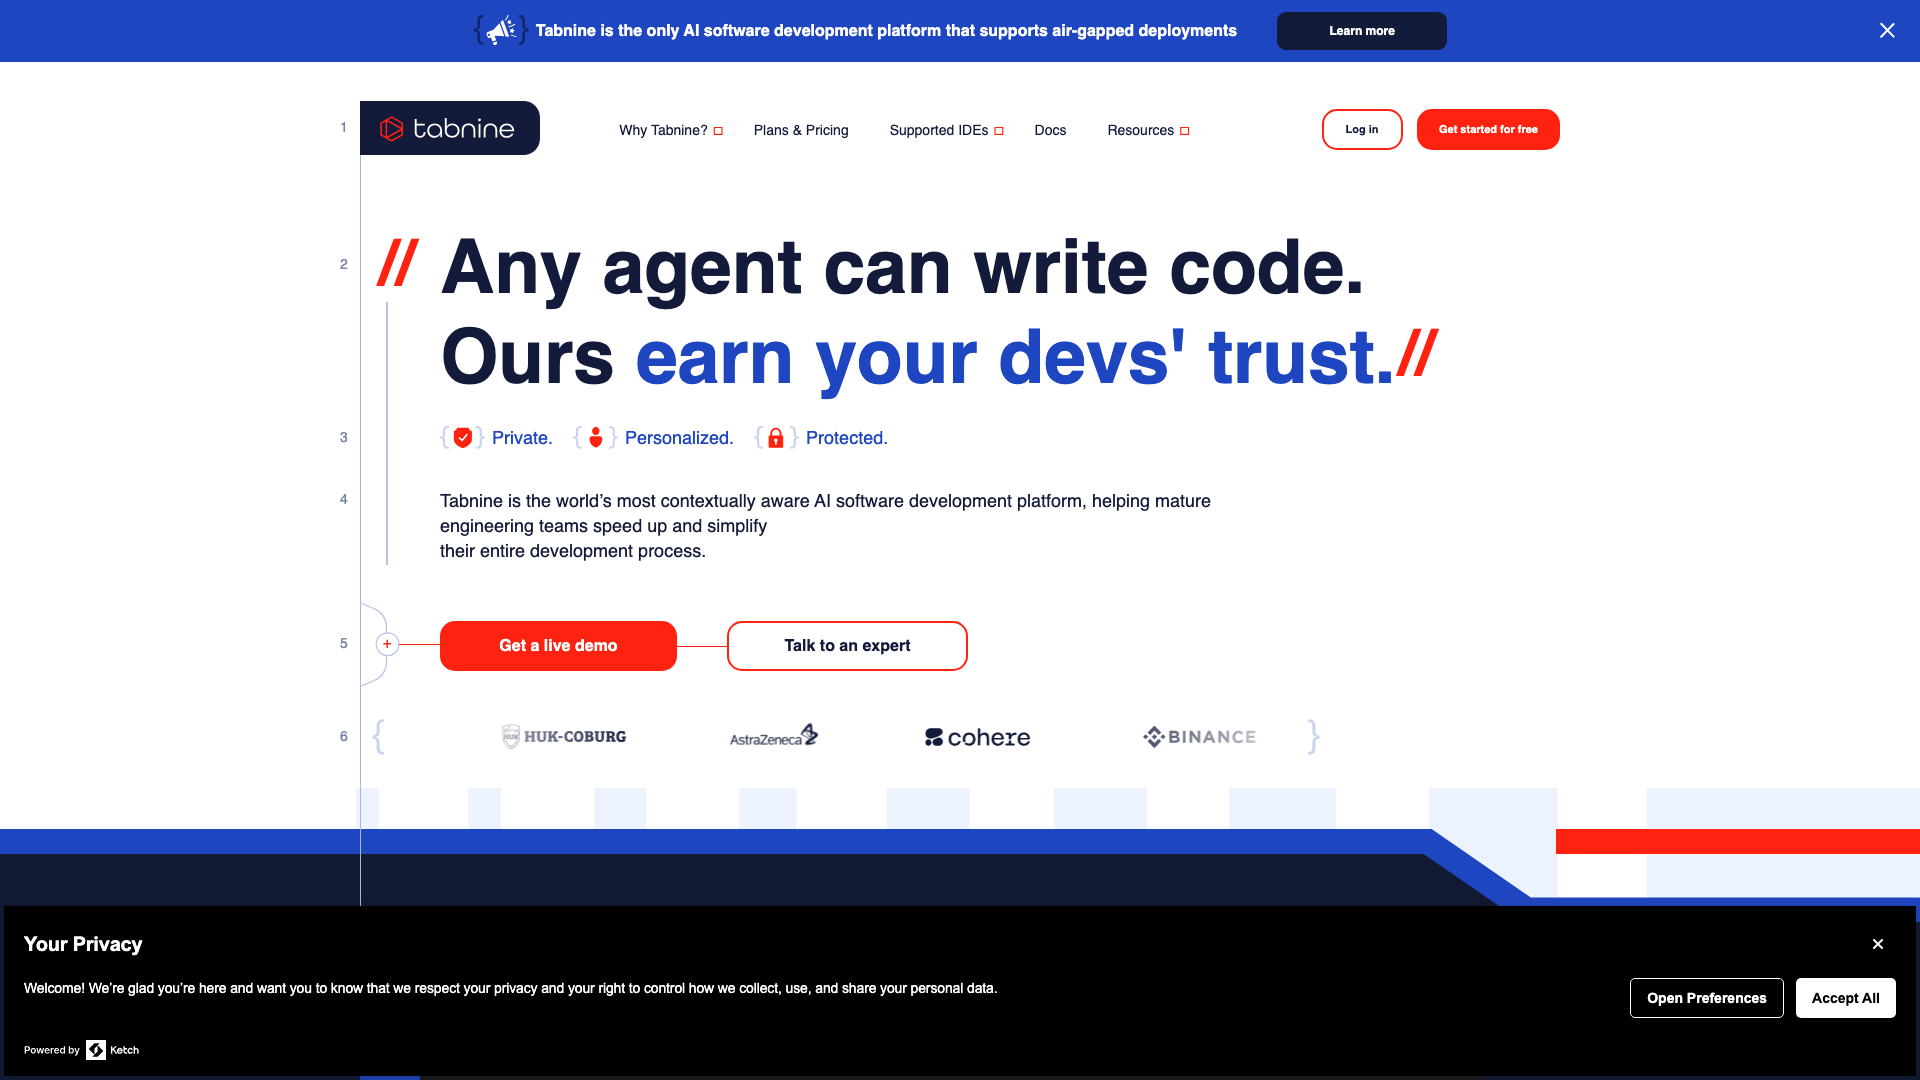 Tabnine is the only AI software development platform that supports air-gapped deployments
Learn more
1
tabnine
Why Tabnine?
Plans & Pricing
Supported IDEs
Docs
Resources
Log in
Get started for free
2
// Any agent can write code.
Ours earn your devs' trust.//
3
{ } Private.
{ } Personalized.
{ } Protected.
4
Tabnine is the world’s most contextually aware AI software development platform, helping mature
engineering teams speed up and simplify
their entire development process.
5
+
Get a live demo
Talk to an expert
6
{
HUK HUK-COBURG
AstraZeneca
cohere
BINANCE
}
Your Privacy
Welcome! We’re glad you’re here and want you to know that we respect your privacy and your right to control how we collect, use, and share your personal data.
Open Preferences
Accept All
Powered by Ketch